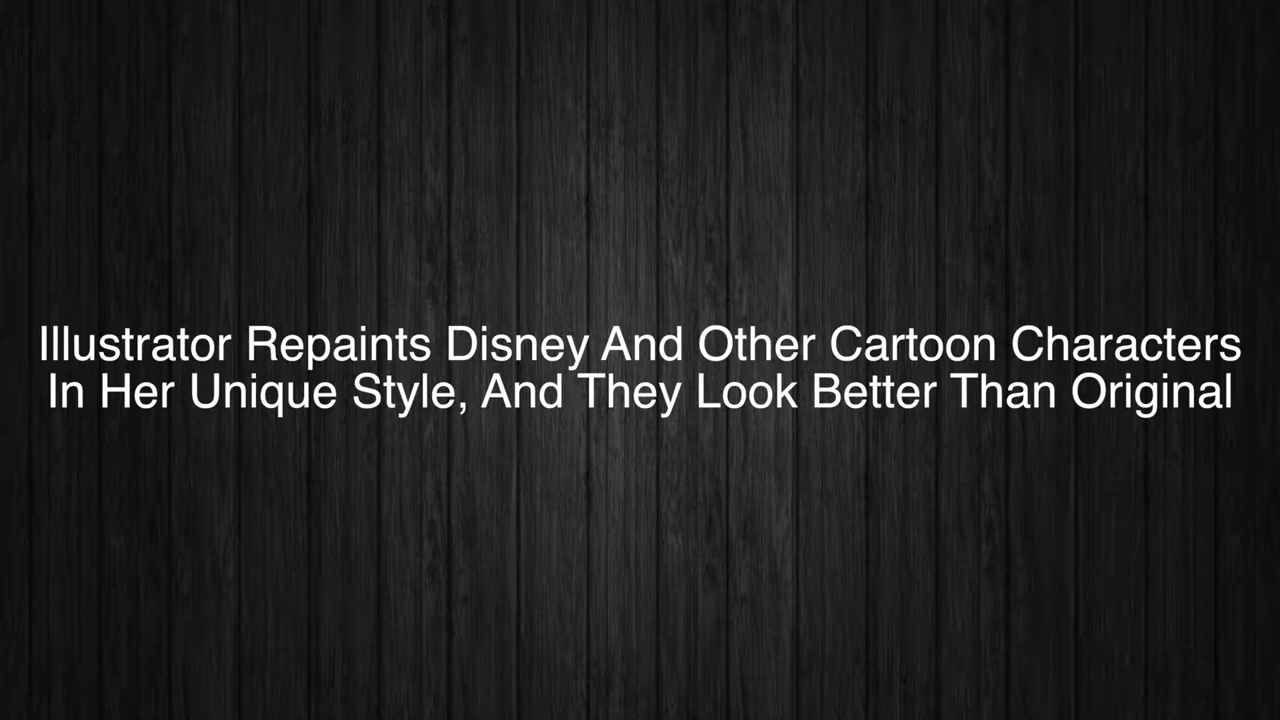 Illustrator Repaints Disney And Other Cartoon Characters
In Her Unique Style, And They Look Better Than Original